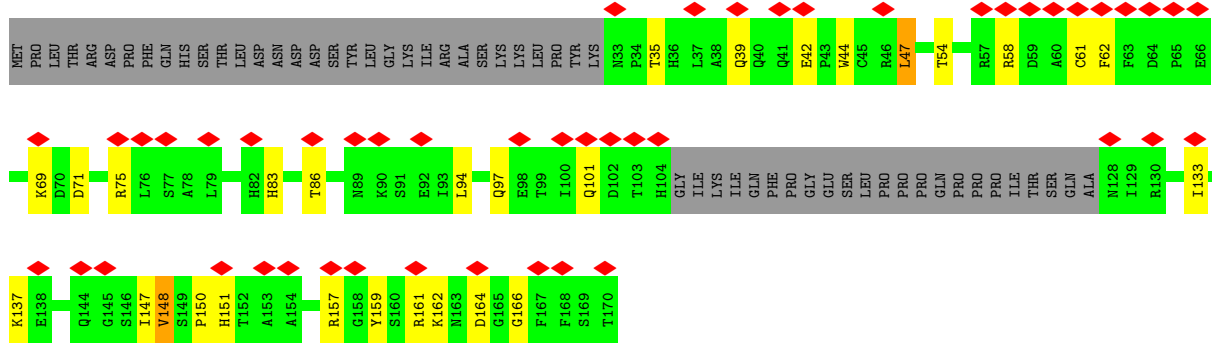 MET PRO LEU THR ARG ASP PRO PHE GLN HIS SER THR LEU ASP ASN ASP ASP SER TYR LEU GLY LYS ILE ARG ALA SER LYS LYS LEU PRO TYR LYS N33 P34 T35 H36 L37 A38 Q39 Q40 Q41 E42 P43 W44 C45 R46 L47 T54 R57 R58 D59 A60 C61 F62 F63 D64 P65 E66
K69 D70 D71 R75 L76 S77 A78 L79 H82 H83 T86 N89 K90 S91 E92 I93 L94 Q97 E98 T99 I100 Q101 D102 T103 H104 GLY ILE LYS ILE GLN PHE PRO GLY GLU SER LEU PRO PRO PRO GLN PRO PRO PRO ILE THR SER GLN ALA N128 I129 R130 I133
K137 E138 Q144 G145 S146 I147 V148 S149 P150 H151 T152 A153 A154 R157 G158 Y159 S160 R161 K162 N163 D164 G165 G166 F167 F168 S169 T170